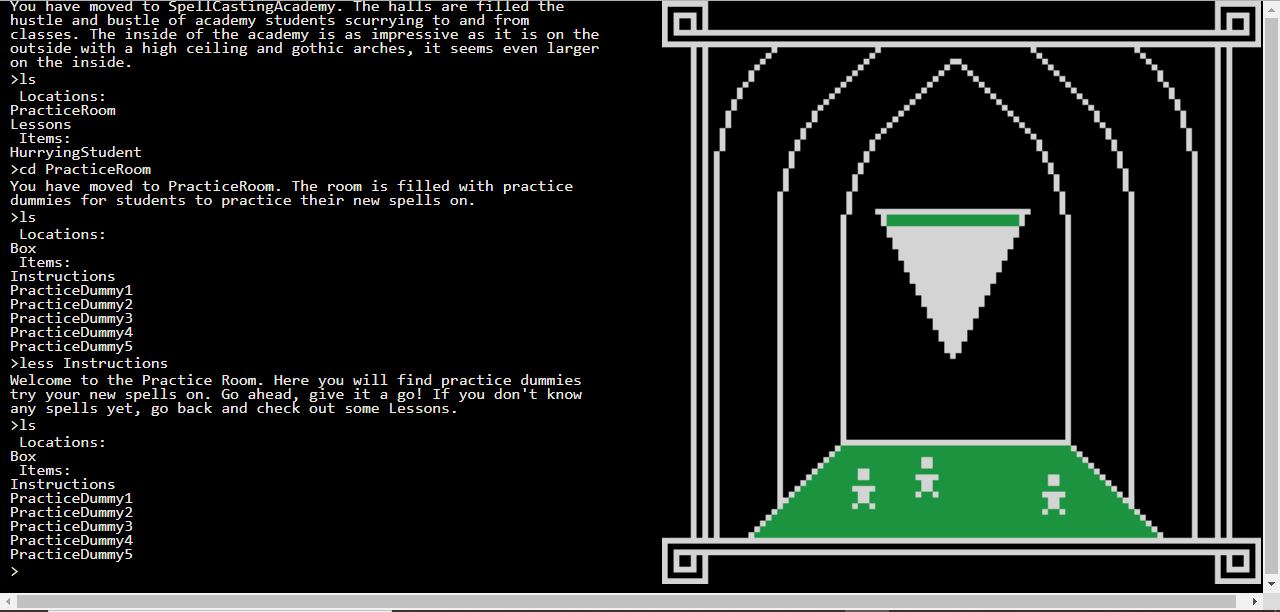 You have moved to SpellCastingAcademy. The halls are filled the
hustle and bustle of academy students scurrying to and from
classes. The inside of the academy is as impressive as it is on the
outside with a high ceiling and gothic arches, it seems even larger
on the inside.
>ls
Locations:
PracticeRoom
Lessons
Items:
HurryingStudent
>cd PracticeRoom
You have moved to PracticeRoom. The room is filled with practice
dummies for students to practice their new spells on.
>ls
Locations:
Box
Items:
Instructions
PracticeDummy1
PracticeDummy2
PracticeDummy3
PracticeDummy4
PracticeDummy5
>less Instructions
Welcome to the Practice Room. Here you will find practice dummies
try your new spells on. Go ahead, give it a go! If you don't know
any spells yet, go back and check out some Lessons.
>ls
Locations:
Box
Items:
Instructions
PracticeDummy1
PracticeDummy2
PracticeDummy3
PracticeDummy4
PracticeDummy5
>